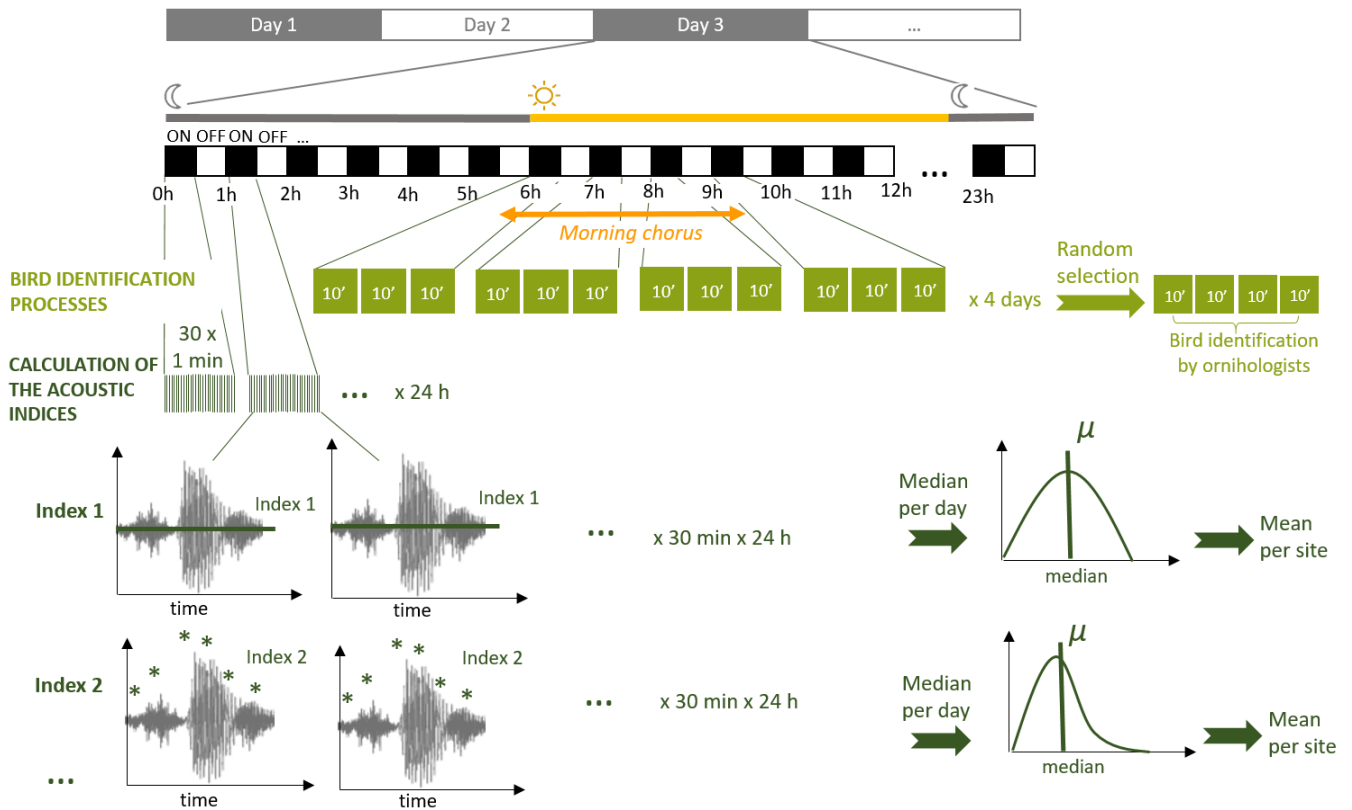 Day 1
Day 2
Day 3
...
ON OFF ON OFF ...
...
0h
1h
2h
3h
4h
5h
6h
7h
8h
9h
10h
11h
12h
23h
Morning chorus
BIRD IDENTIFICATION
PROCESSES
10’ 10’ 10’
10’ 10’ 10’
10’ 10’ 10’
10’ 10’ 10’
x 4 days
Random
selection
10’ 10’ 10’ 10’
Bird identification
by ornihologists
30 x
1 min
CALCULATION OF
THE ACOUSTIC
INDICES
...
x 24 h
Index 1
Index 1
time
Index 1
time
...
x 30 min x 24 h
Median
per day
μ
median
Mean
per site
Index 2
* * * * * *
Index 2
time
* * * * * *
Index 2
time
...
x 30 min x 24 h
Median
per day
μ
median
Mean
per site
...